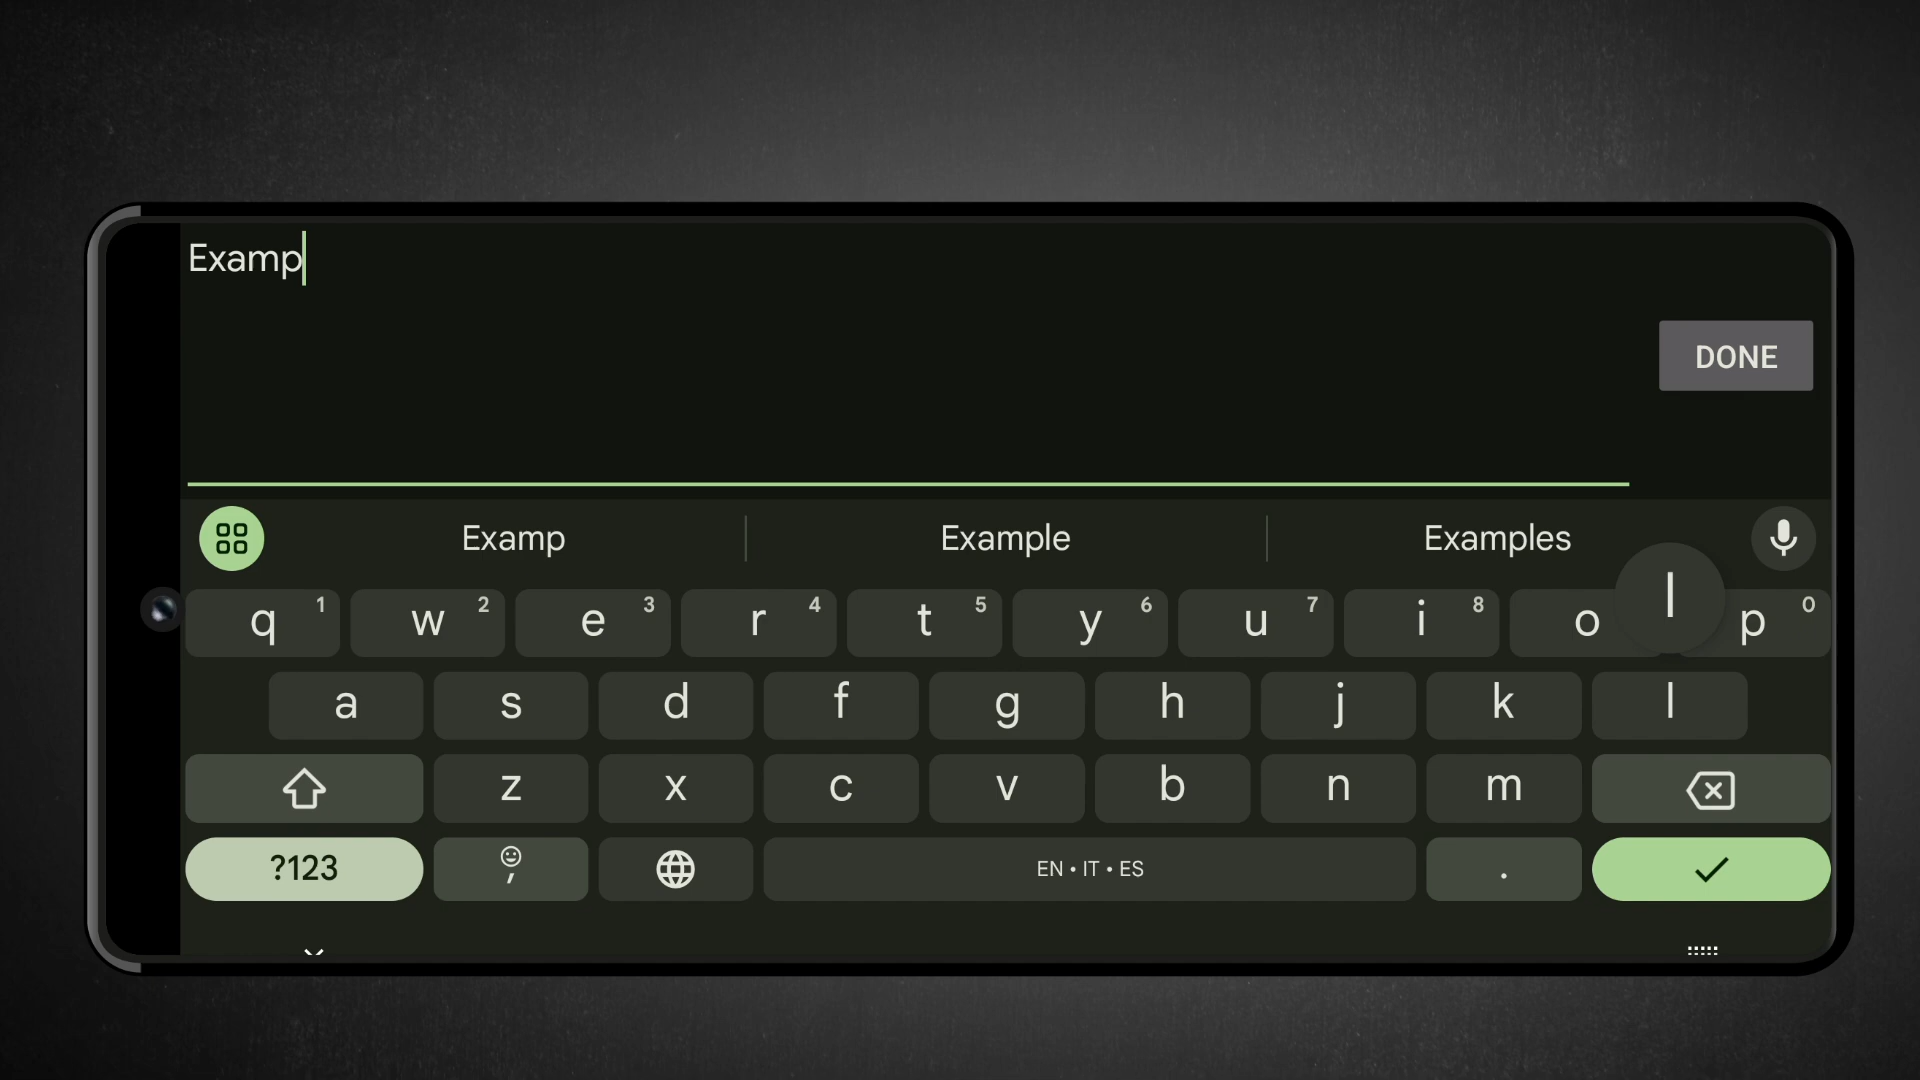 Examp
DONE
Examp Example Examples
l
q 1 w 2 e 3 r 4 t 5 y 6 u 7 i 8 o p 0
a s d f g h j k l
z x c v b n m
?123 , EN • IT • ES .